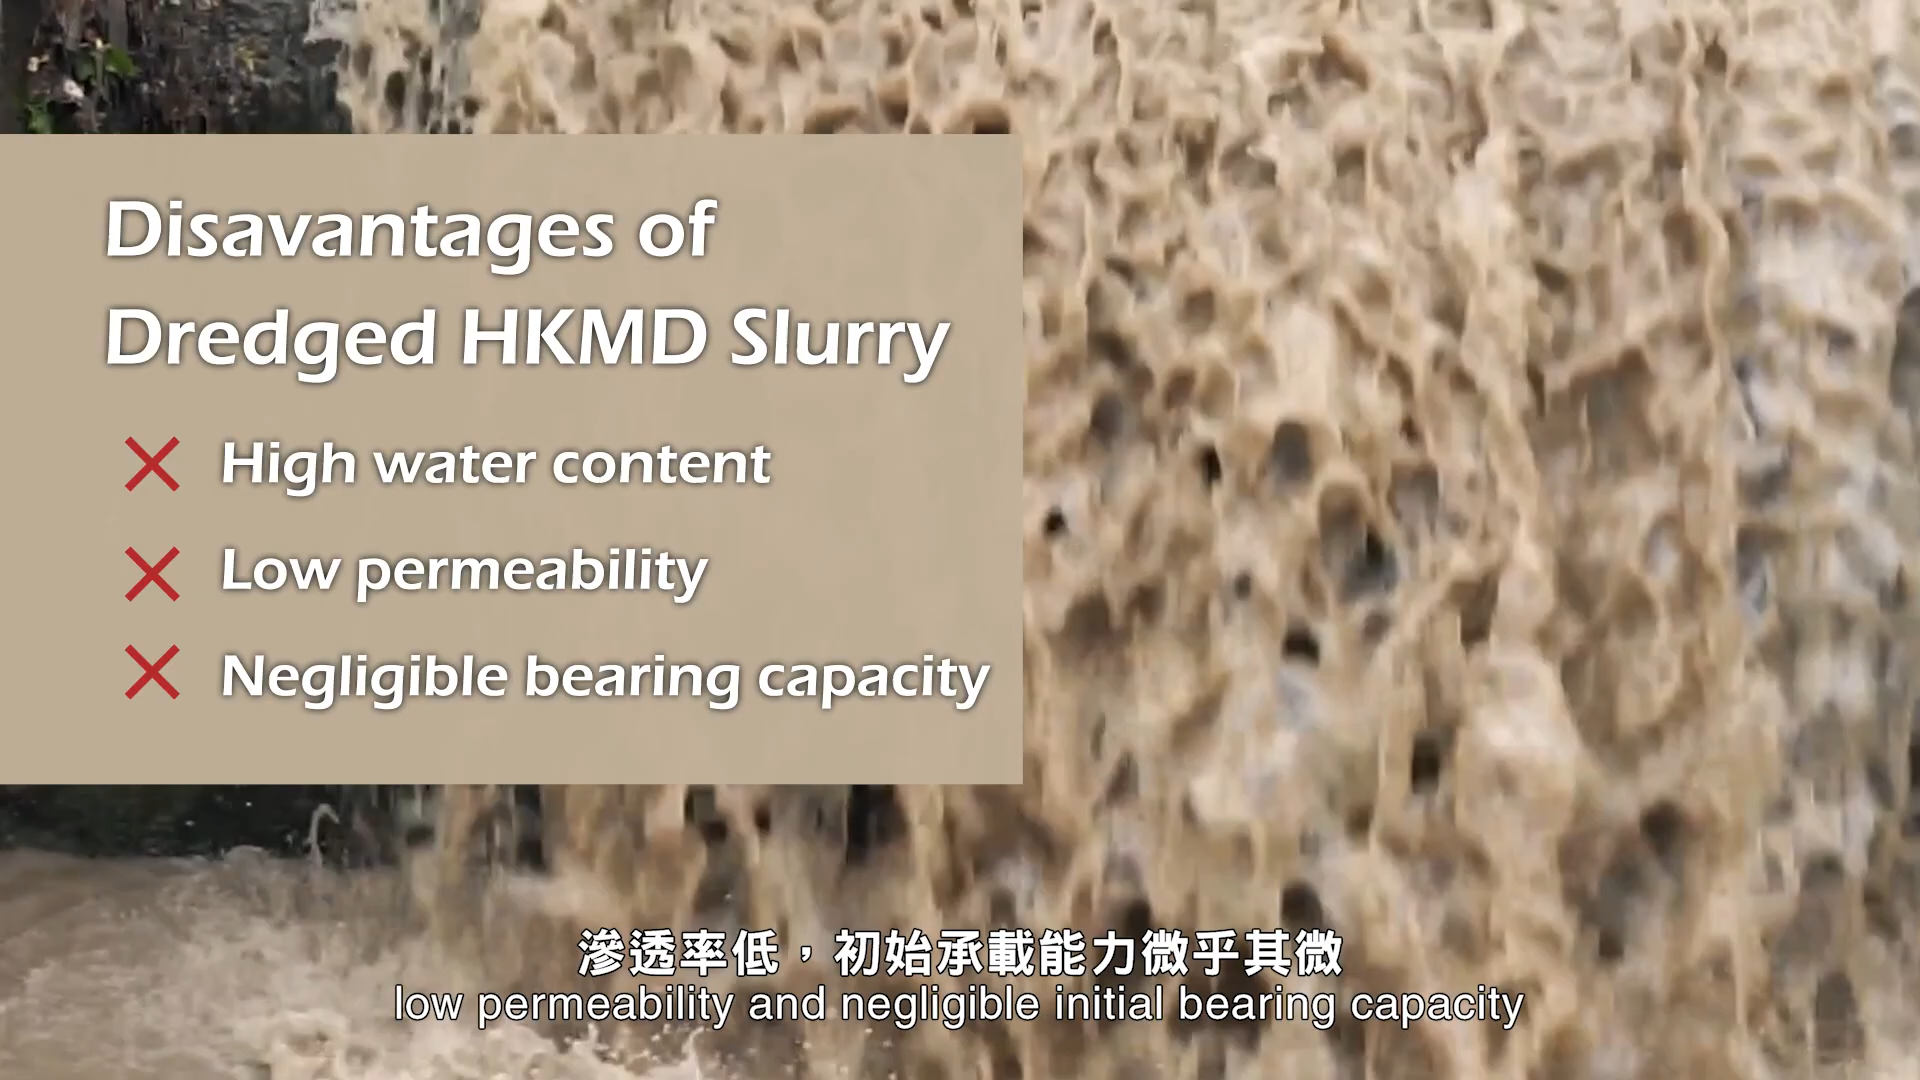 Disavantages of
Dredged HKMD Slurry
High water content
Low permeability
Negligible bearing capacity
滲透率低，初始承載能力微乎其微
low permeability and negligible initial bearing capacity